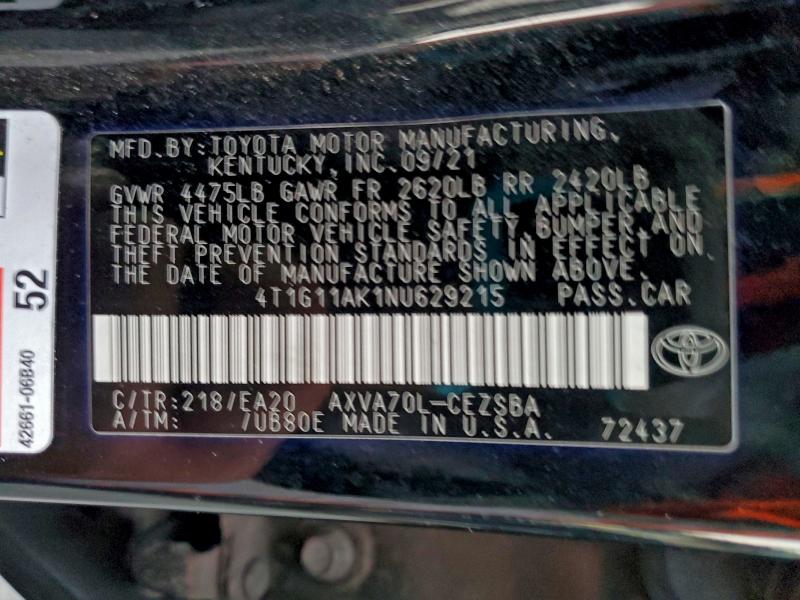 MFD.BY:TOYOTA MOTOR MANUFACTURING,
KENTUCKY, INC.09/21
GVWR 4475LB GAWR FR 2620LB RR 2420LB
THIS VEHICLE CONFORMS TO ALL APPLICABLE
FEDERAL MOTOR VEHICLE SAFETY, BUMPER, AND
THEFT PREVENTION STANDARDS IN EFFECT ON
THE DATE OF MANUFACTURE SHOWN ABOVE.
4T1G11AK1NU629215 PASS.CAR
C/TR:218/EA20 AXVA70L-CEZSBA
A/TM: /UB80E MADE IN U.S.A. 72437
52
42661-06B40